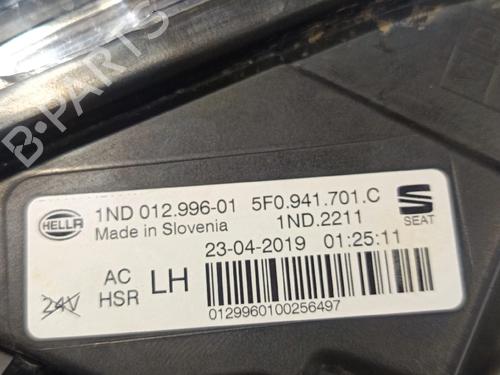 B-PARTS
HELLA 1ND 012.996-01 5F0.941.701.C
Made in Slovenia 1ND.2211 SEAT
23-04-2019 01:25:11
AC
HSR LH
24V
0129960100256497